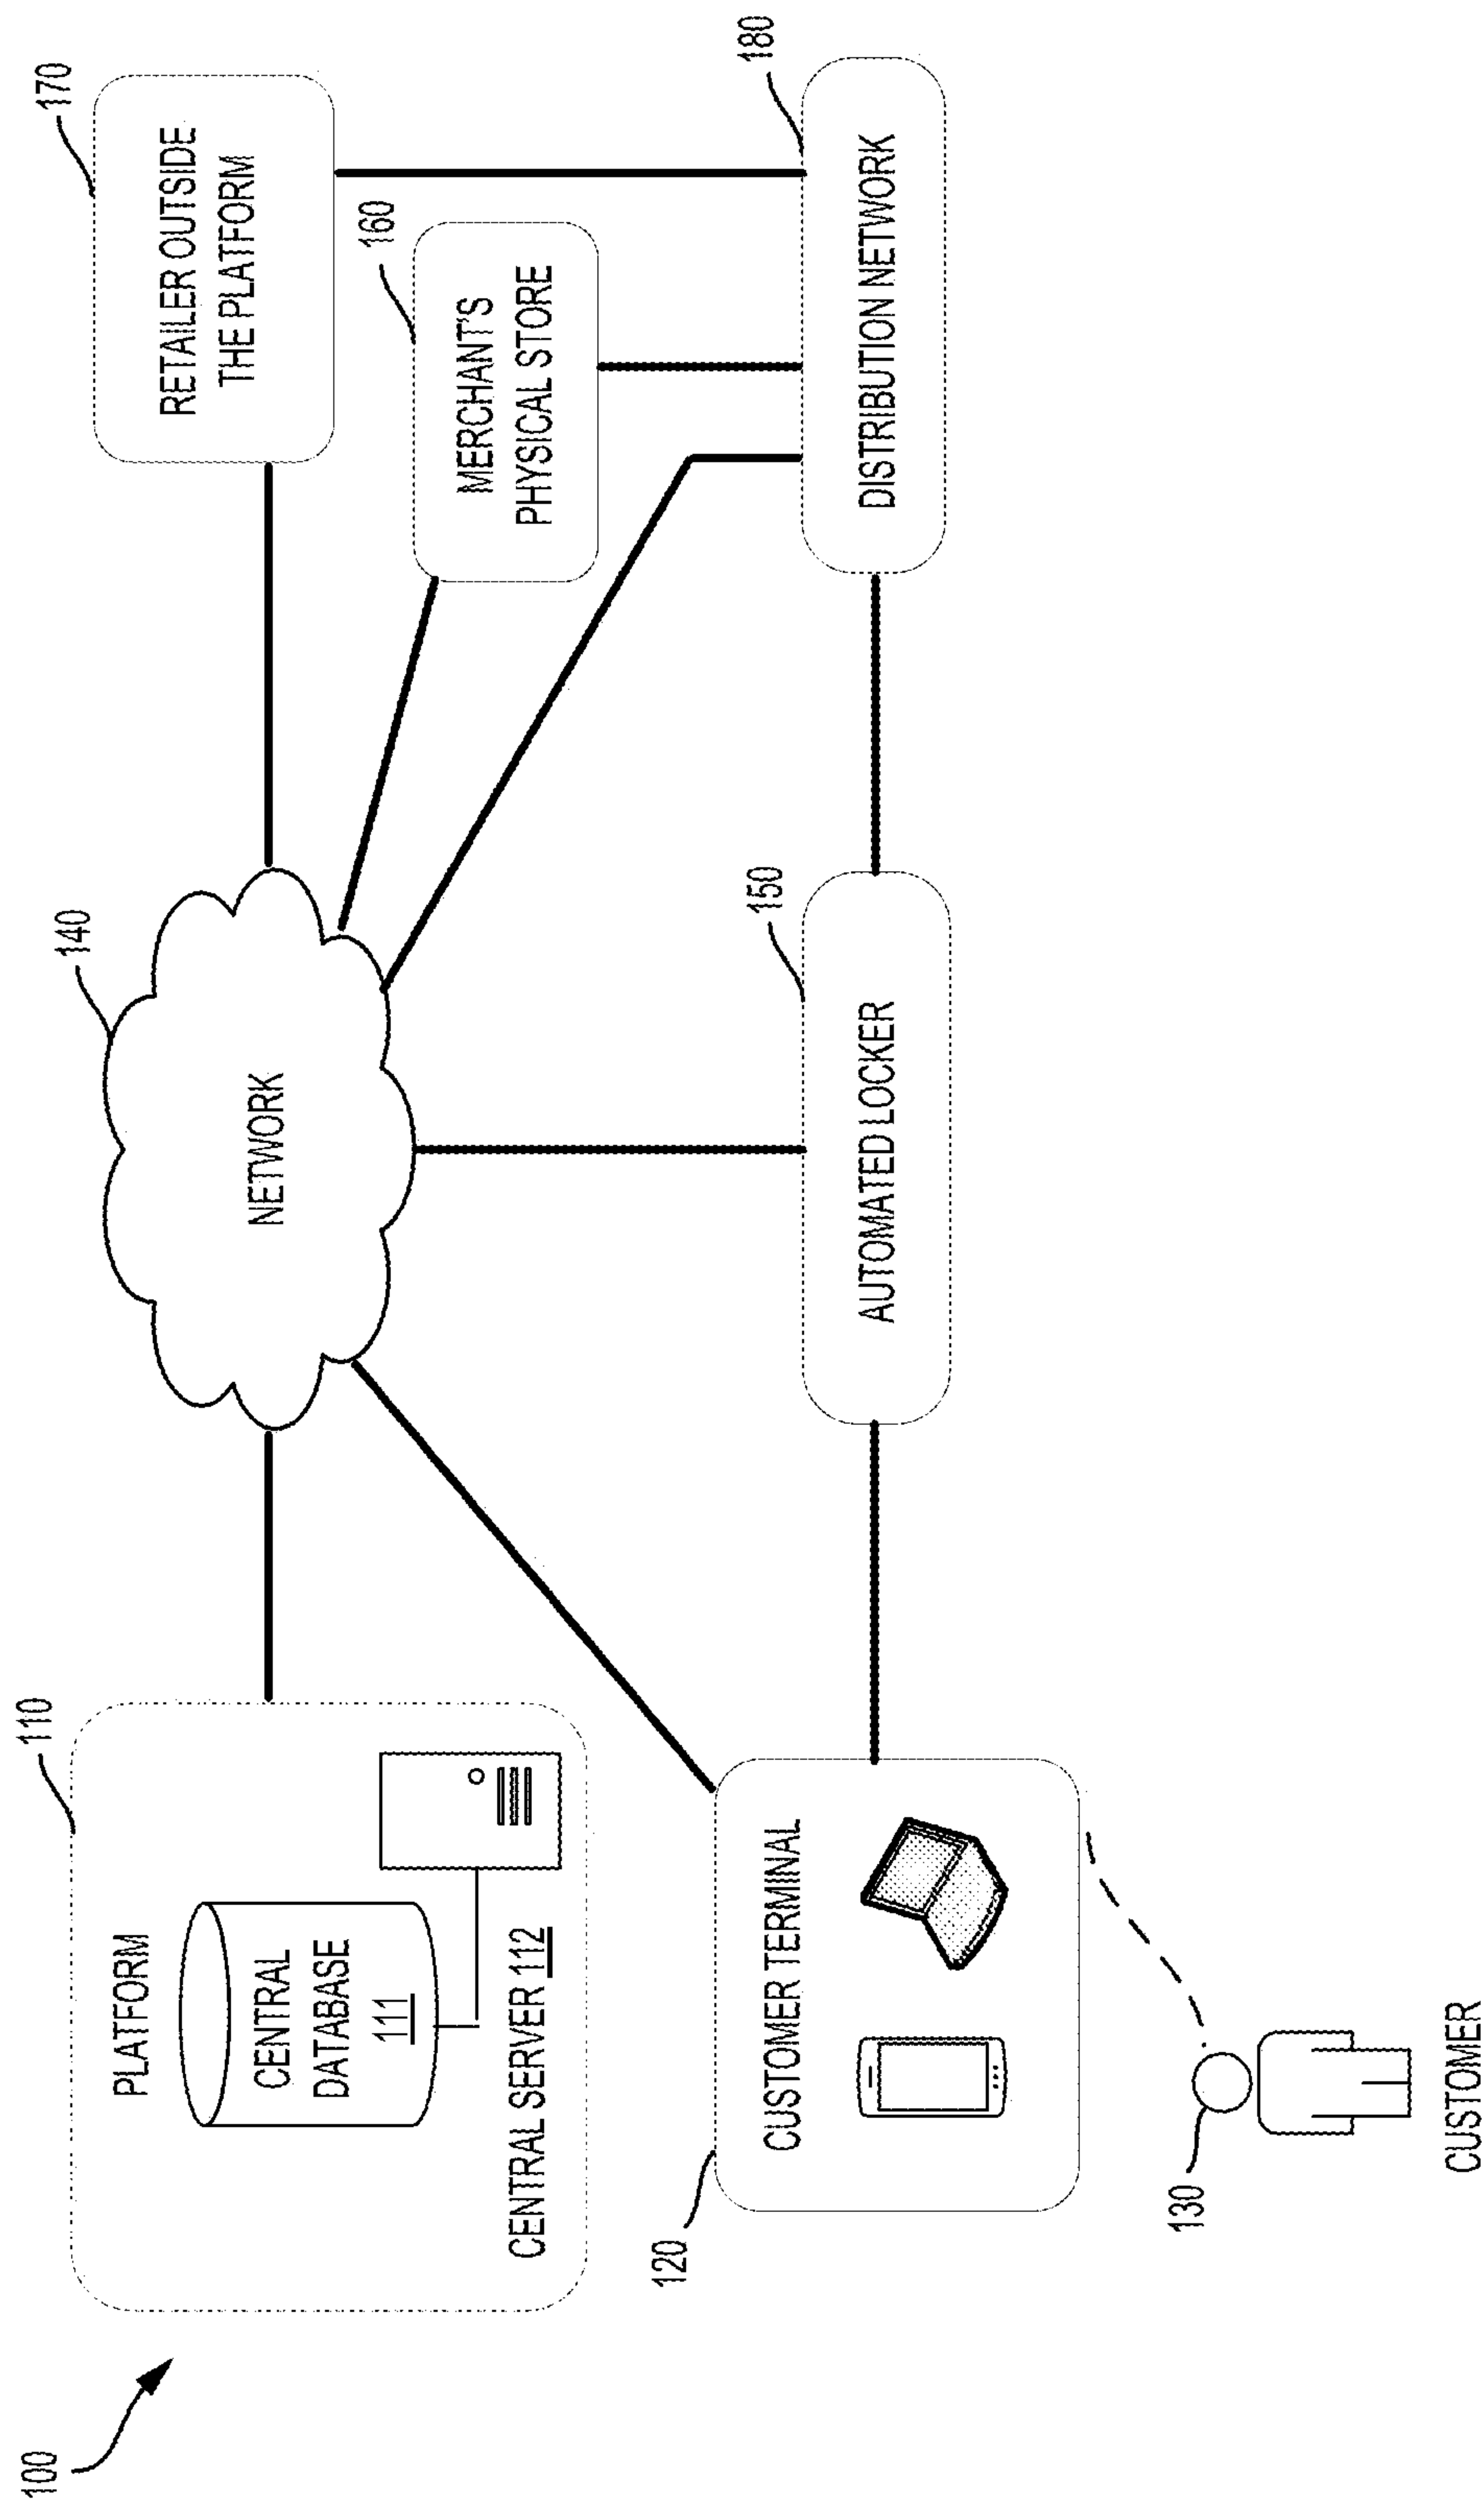 100
110
PLATFORM
CENTRAL
DATABASE
111
CENTRAL SERVER 112
140
NETWORK
170
RETAILER OUTSIDE
THE PLATFORM
160
MERCHANT'S
PHYSICAL STORE
120
CUSTOMER TERMINAL
150
AUTOMATED LOCKER
180
DISTRIBUTION NETWORK
130
CUSTOMER